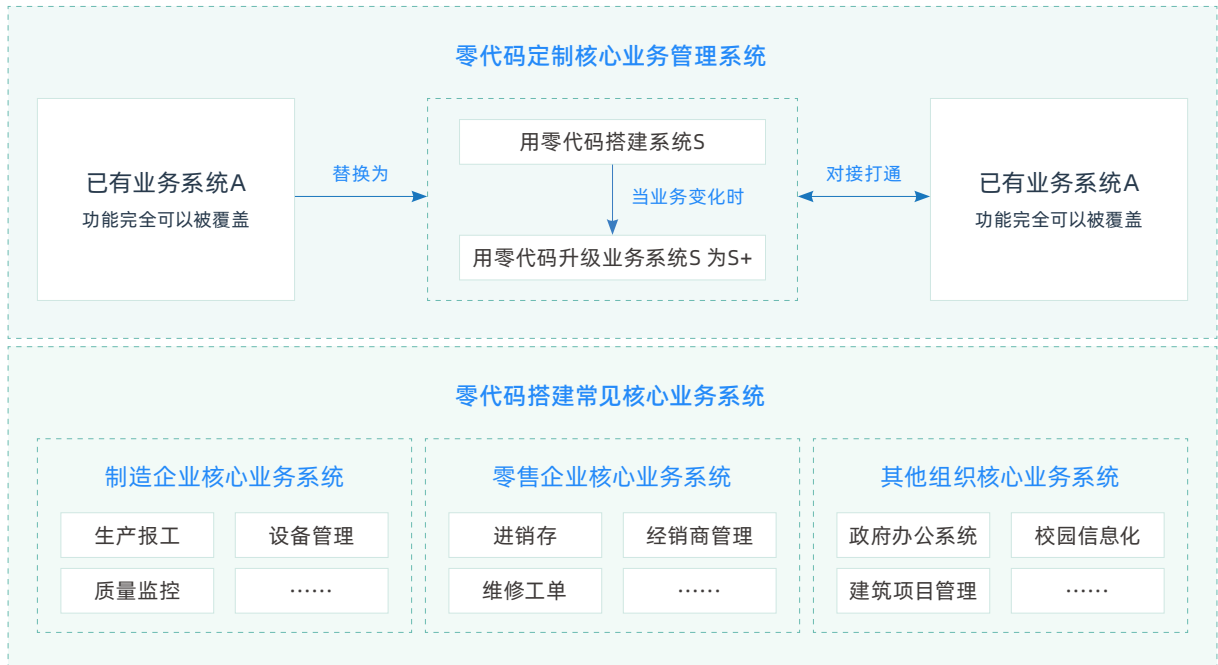 零代码定制核心业务管理系统
已有业务系统A
功能完全可以被覆盖
替换为
用零代码搭建系统S
当业务变化时
用零代码升级业务系统S 为S+
对接打通
已有业务系统A
功能完全可以被覆盖
零代码搭建常见核心业务系统
制造企业核心业务系统
生产报工
设备管理
质量监控
……
零售企业核心业务系统
进销存
经销商管理
维修工单
……
其他组织核心业务系统
政府办公系统
校园信息化
建筑项目管理
……